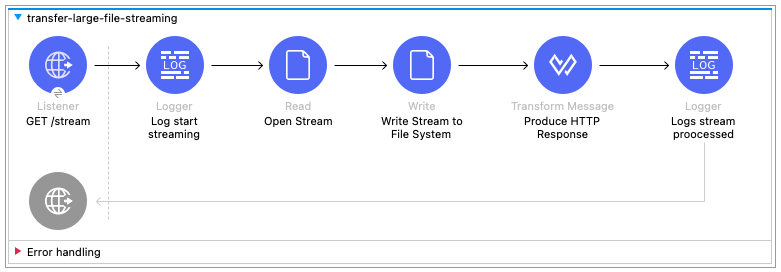 transfer-large-file-streaming
LOG
LOG
Listener
Logger
Read
Write
Transform Message
Logger
GET /stream
Log start
streaming
Open Stream
Write Stream to
File System
Produce HTTP
Response
Logs stream
proocessed
Error handling